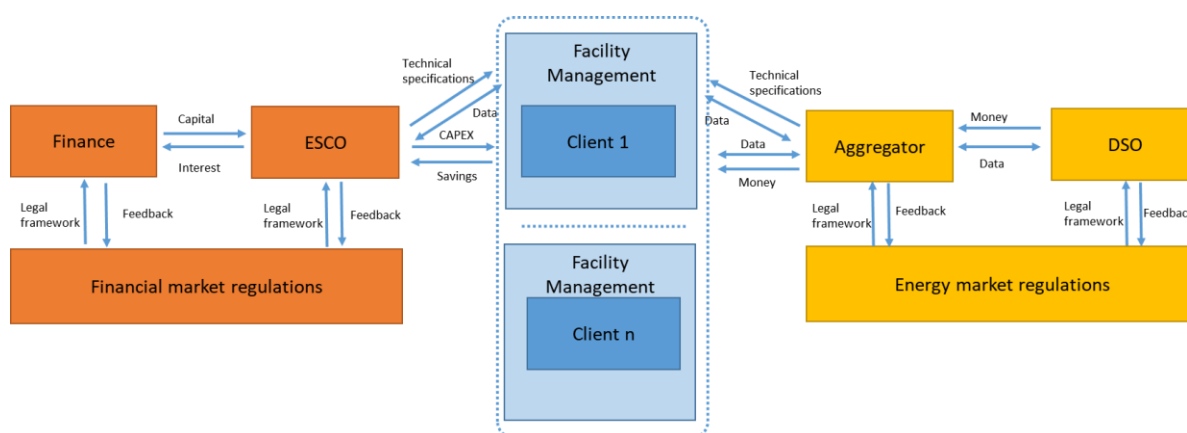 Facility
Management
Client 1
Technical
specifications
Data
CAPEX
Savings
Finance
Capital
Interest
ESCO
Legal
framework
Feedback
Legal
framework
Feedback
Financial market regulations
Facility
Management
Client n
Technical
specifications
Data
Data
Money
Aggregator
Money
Data
DSO
Legal
framework
Feedback
Legal
framework
Feedback
Energy market regulations